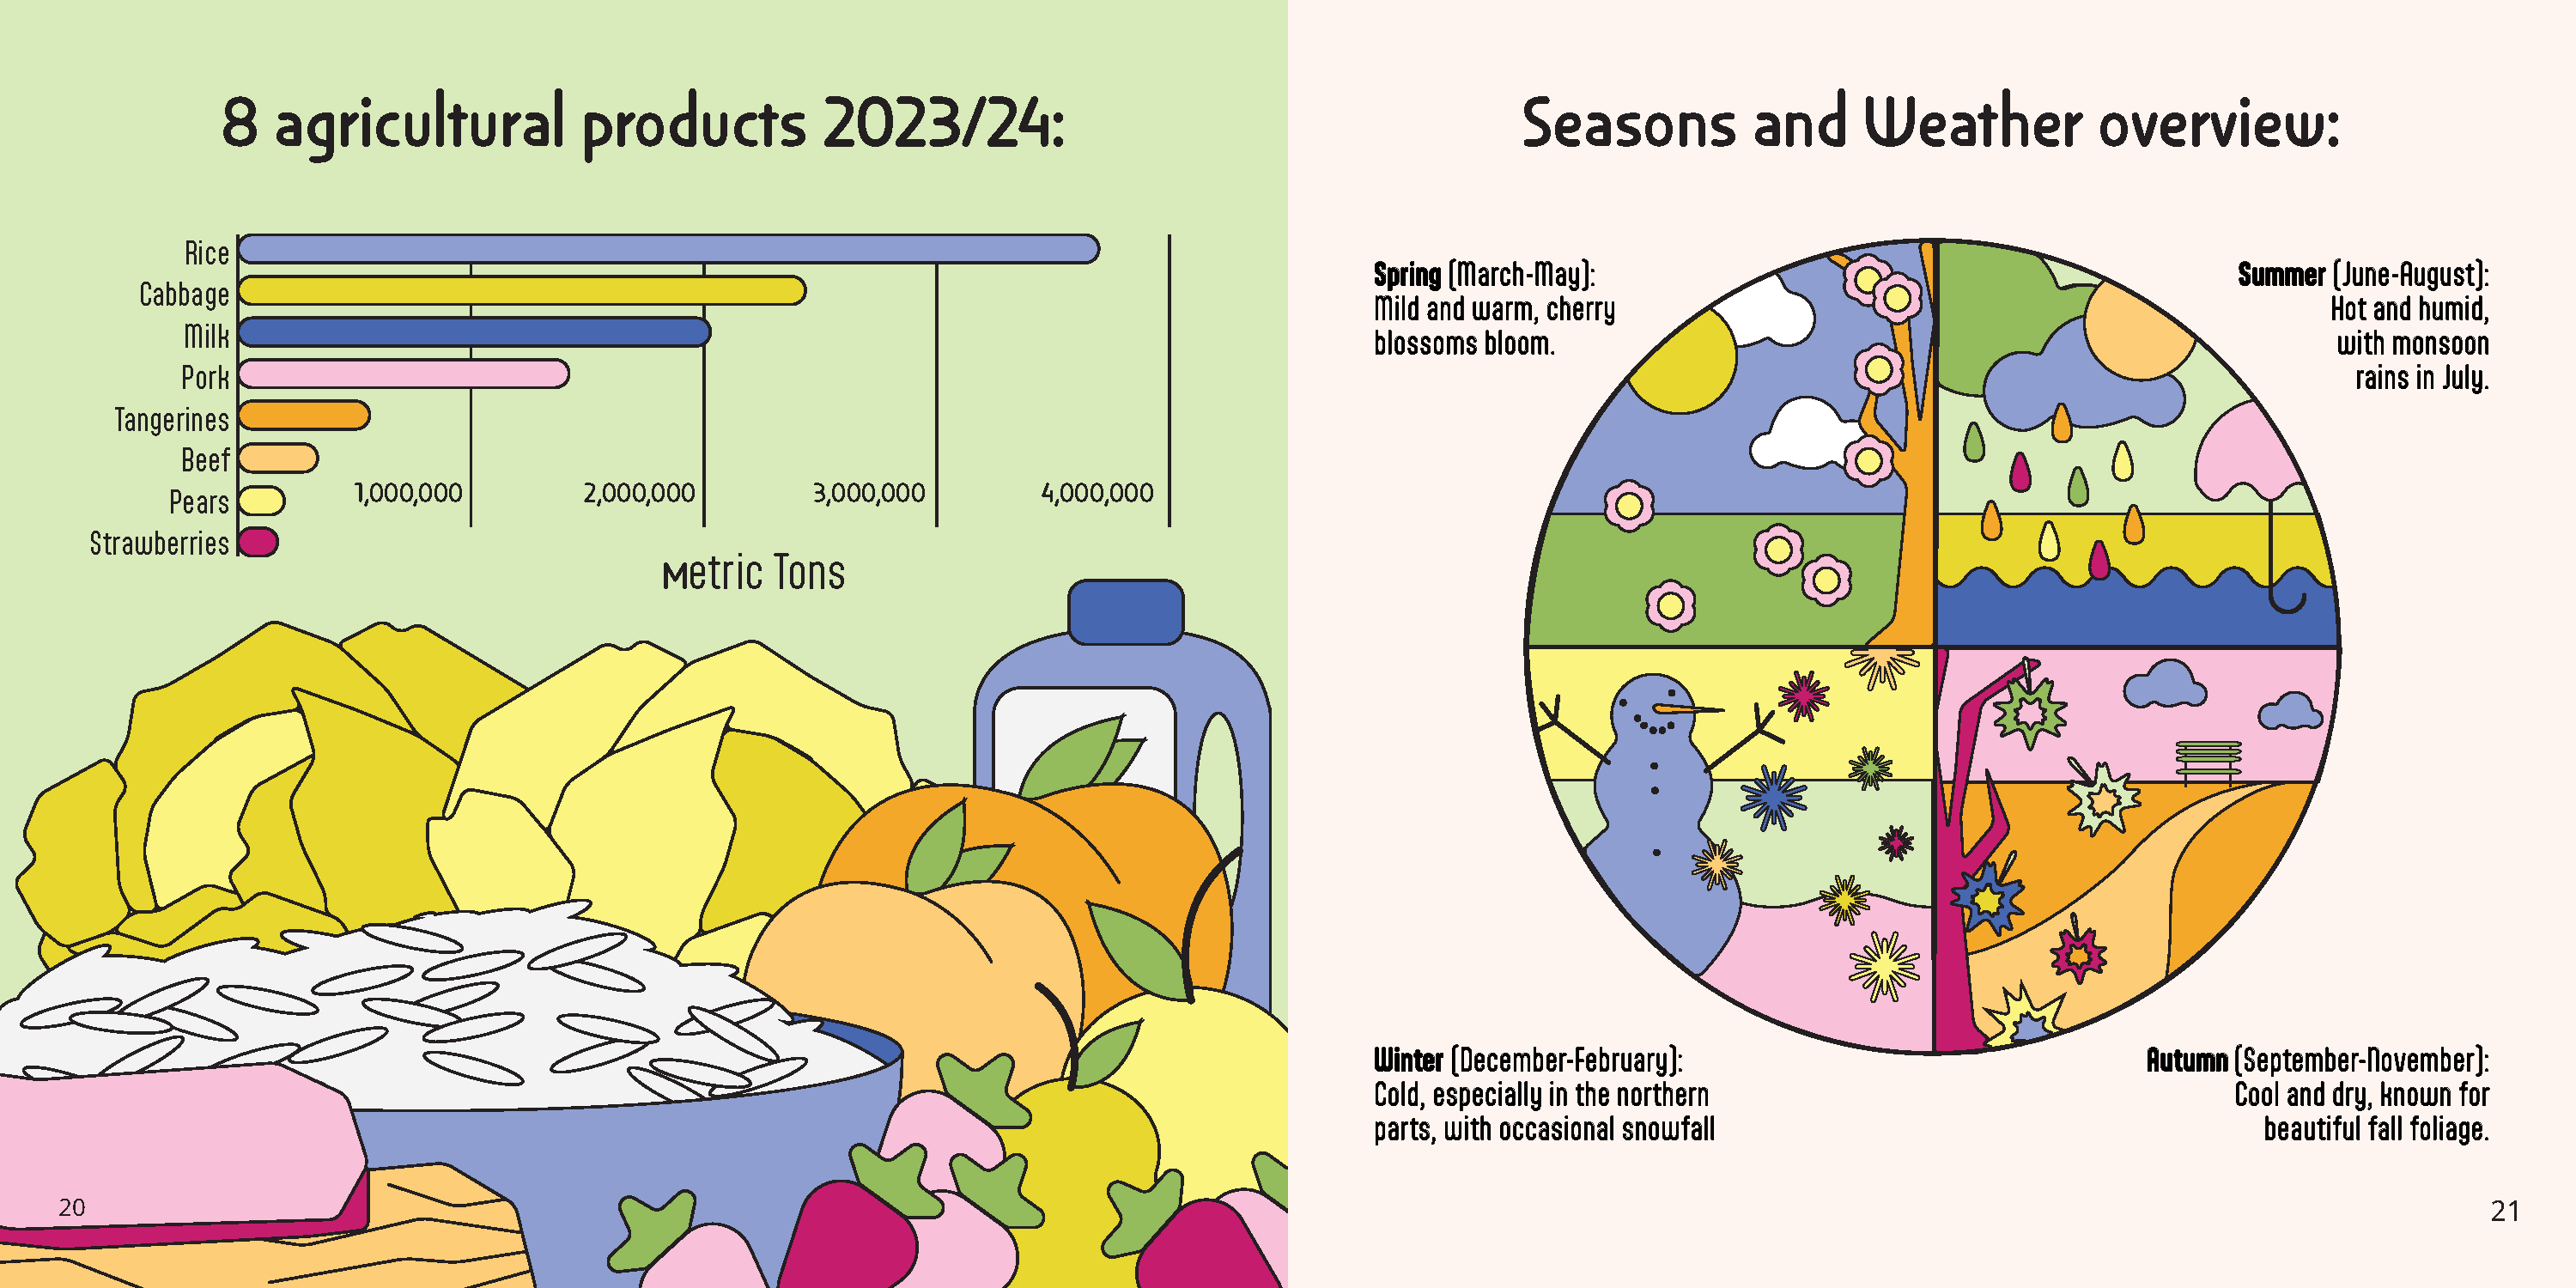 8 agricultural products 2023/24:
Rice
Cabbage
Milk
Pork
Tangerines
Beef
Pears
Strawberries
1,000,000
2,000,000
3,000,000
4,000,000
Metric Tons
20
Seasons and Weather overview:
Spring (March-May):
Mild and warm, cherry
blossoms bloom.
Summer (June-August):
Hot and humid,
with monsoon
rains in July.
Winter (December-February):
Cold, especially in the northern
parts, with occasional snowfall
Autumn (September-November):
Cool and dry, known for
beautiful fall foliage.
21